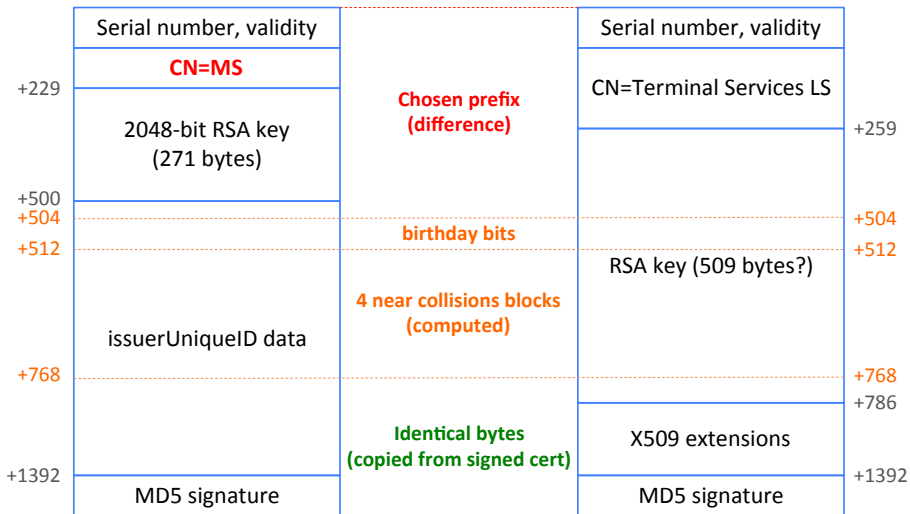 Serial number, validity
CN=MS
+229
2048-bit RSA key
(271 bytes)
+500
+504
+512
issuerUniqueID data
+768
+1392
MD5 signature
Chosen prefix
(difference)
birthday bits
4 near collisions blocks
(computed)
Identical bytes
(copied from signed cert)
Serial number, validity
CN=Terminal Services LS
+259
+504
+512
RSA key (509 bytes?)
+768
+786
X509 extensions
+1392
MD5 signature